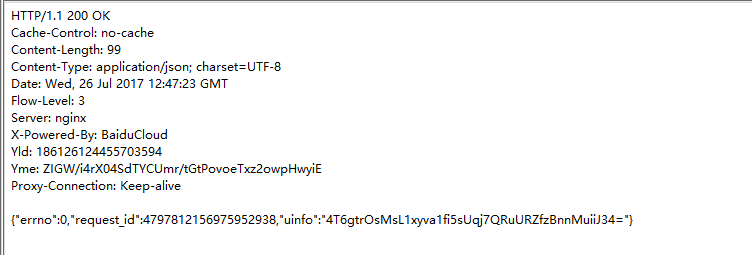 HTTP/1.1 200 OK
Cache-Control: no-cache
Content-Length: 99
Content-Type: application/json; charset=UTF-8
Date: Wed, 26 Jul 2017 12:47:23 GMT
Flow-Level: 3
Server: nginx
X-Powered-By: BaiduCloud
Yld: 186126124455703594
Yme: ZIGW/i4rX04SdTYCUmr/tGtPovoeTxz2owpHwyiE
Proxy-Connection: Keep-alive
{"errno":0,"request_id":4797812156975952938,"uinfo":"4T6gtrOsMsL1xyva1fi5sUqj7QRuURZfzBnnMuiiJ34="}